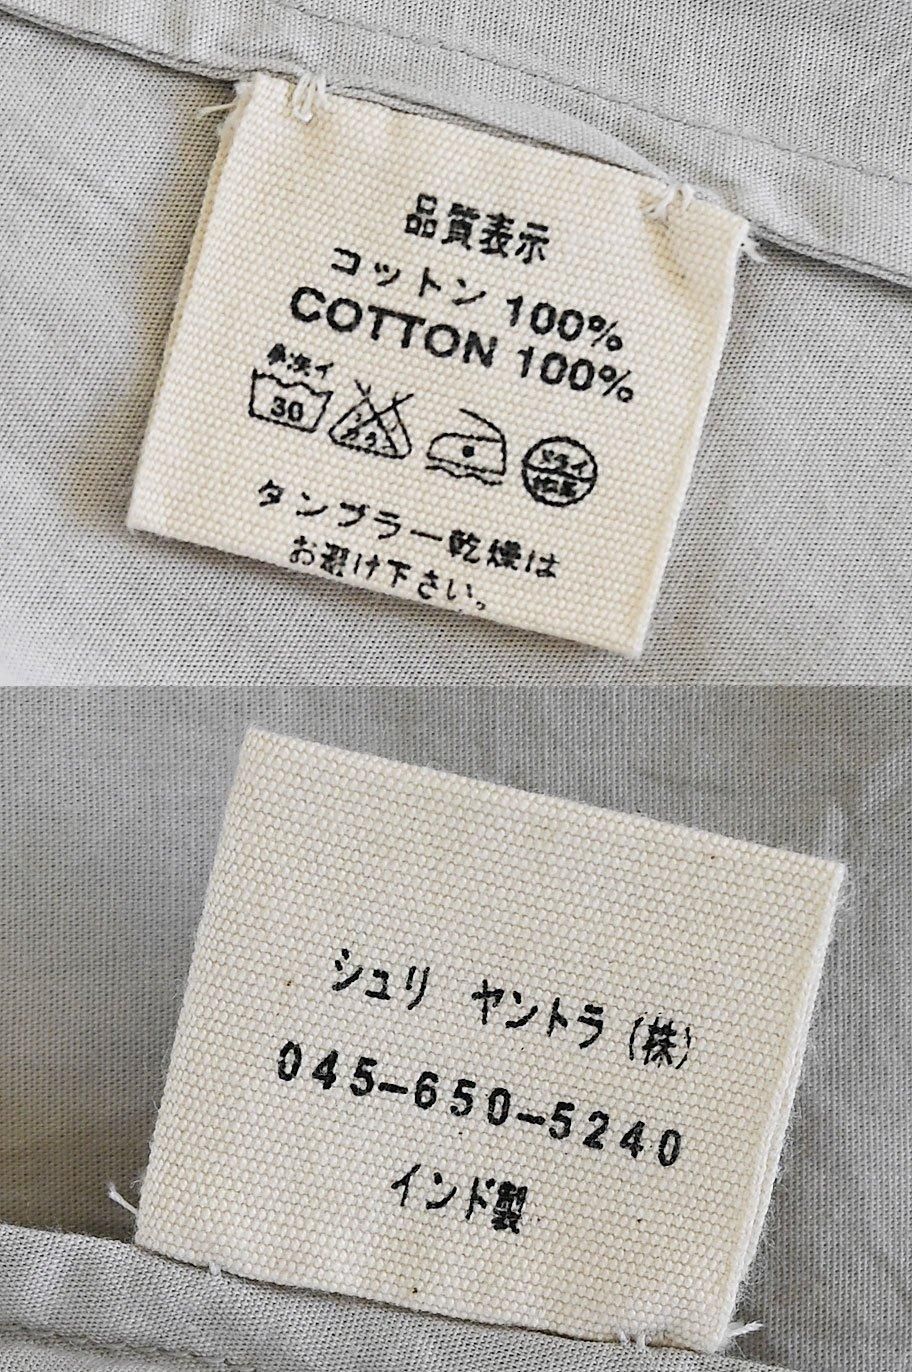 品質表示
コットン 100%
COTTON 100%
手洗イ
30
ドライ
タンブラー乾燥は
お避け下さい。
シュリ ヤントラ (株)
045-650-5240
インド製